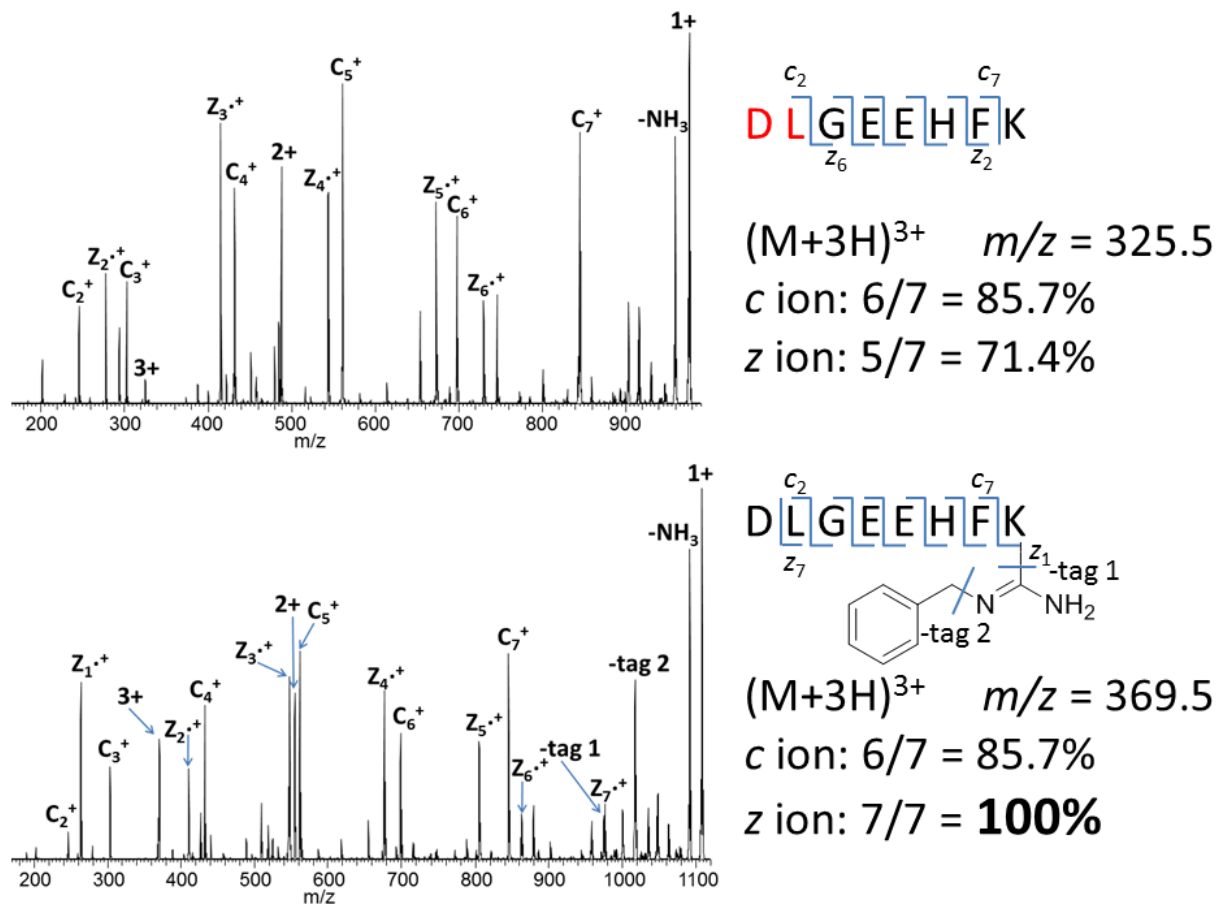 1+
C₅⁺
Z₃·⁺
-NH₃
C₇⁺
C₄⁺
2+
Z₄·⁺
Z₅·⁺
C₆⁺
Z₂·⁺
C₃⁺
C₂⁺
Z₆·⁺
3+
200 300 400 500 600 700 800 900
m/z
c₂ c₇
DLGEEHFK
z₆ z₂
(M+3H)³⁺ m/z = 325.5
c ion: 6/7 = 85.7%
z ion: 5/7 = 71.4%
1+
-NH₃
2+
C₅⁺
C₇⁺
Z₃·⁺
Z₁·⁺
Z₄·⁺
-tag 2
3+
C₄⁺
Z₂·⁺
C₆⁺
C₃⁺
Z₅·⁺
-tag 1
Z₆·⁺
Z₇·⁺
C₂⁺
200 300 400 500 600 700 800 900 1000 1100
m/z
c₂ c₇
DLGEEHFK
z₇ z₁
-tag 1
N NH₂
-tag 2
(M+3H)³⁺ m/z = 369.5
c ion: 6/7 = 85.7%
z ion: 7/7 = 100%